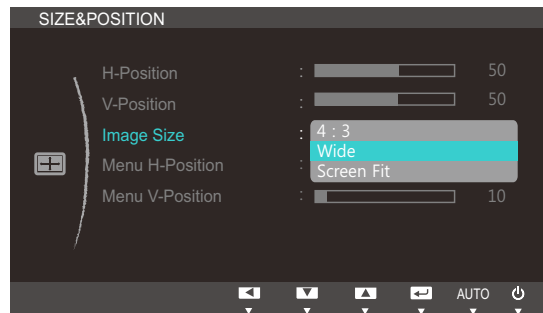 SIZE&POSITION
H-Position : 50
V-Position : 50
Image Size : 4 : 3
Wide
Menu H-Position : Screen Fit
Menu V-Position : 10
AUTO